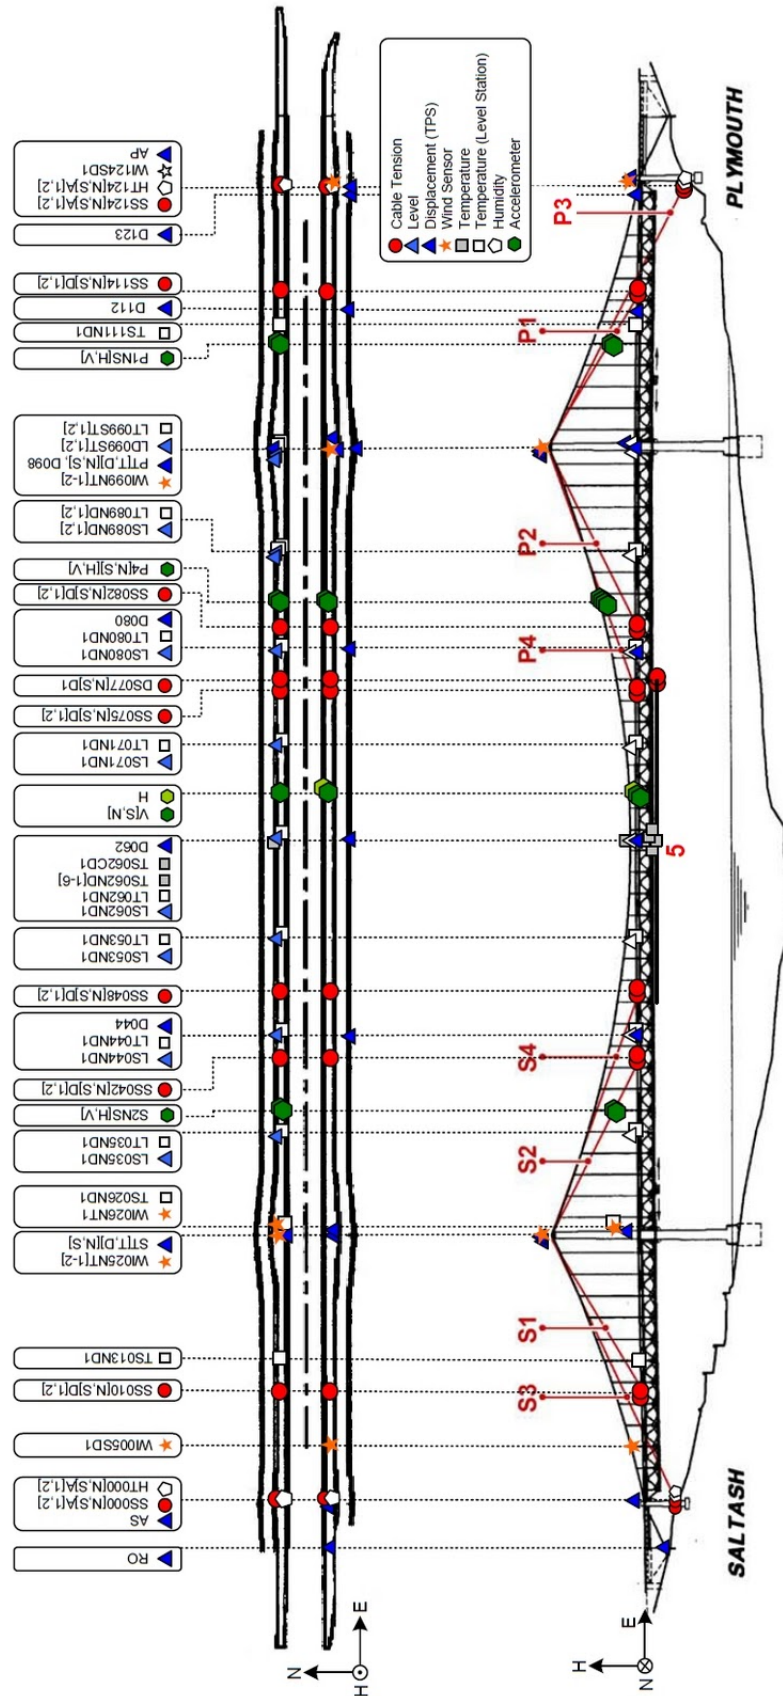 RO
AS
SS000[N,S]A[1,2]
HT000[N,S]A[1,2]
WI005SD1
SS010[N,S]D[1,2]
TS013ND1
WI025NT[1-2]
ST[T,D][N,S]
WI026NT1
TS026ND1
LS035ND1
LT035ND1
S2NS[H,V]
SS042[N,S]D[1,2]
LS044ND1
LT044ND1
D044
SS048[N,S]D[1,2]
LS053ND1
LT053ND1
LS062ND1
LT062ND1
TS062ND[1-6]
TS062CD1
D062
V[S,N]
H
LS071ND1
LT071ND1
SS075[N,S]D[1,2]
DS077[N,S]D1
LS080ND1
LT080ND1
D080
SS082[N,S]D[1,2]
P4[N,S][H,V]
LS089ND[1,2]
LT089ND[1,2]
WI099NT[1-2]
PT[T,D][N,S], D098
LD099ST[1,2]
LT099ST[1,2]
P1NS[H,V]
TS111ND1
D112
SS114[N,S]D[1,2]
D123
SS124[N,S]A[1,2]
HT124[N,S]A[1,2]
WI124SD1
AP
Cable Tension
Level
Displacement (TPS)
Wind Sensor
Temperature
Temperature (Level Station)
Humidity
Accelerometer
N
H
E
S3
S1
S2
S4
5
P4
P2
P1
P3
H
N
E
SALTASH
PLYMOUTH